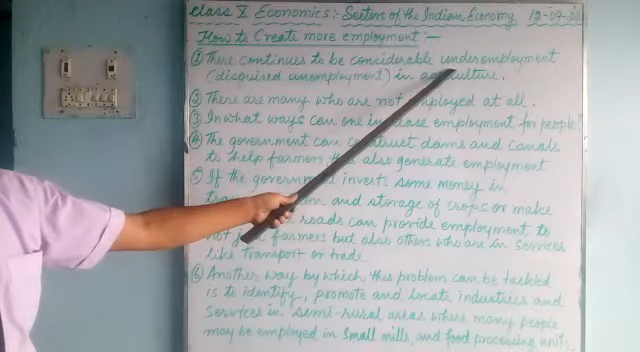 Class X Economics:- Sectors of the Indian Economy 12-09-20
How to Create more employment:-
① There continues to be considerable underemployment
(disquised unemployment) in agriculture.
② There are many who are not employed at all.
③ In what ways can one increase employment for people?
④ The government can construct dams and canals
to help farmers this also generate employment
⑤ If the government invests some money in
and storage of crops or make
roads can provide employment to
not just farmers but also others who are in services
like transport or trade.
⑥ Another way by which this problem can be tackled
is to identify, promote and locate industries and
services in semi-rural areas where many people
may be employed in small mills, and food processing unit.